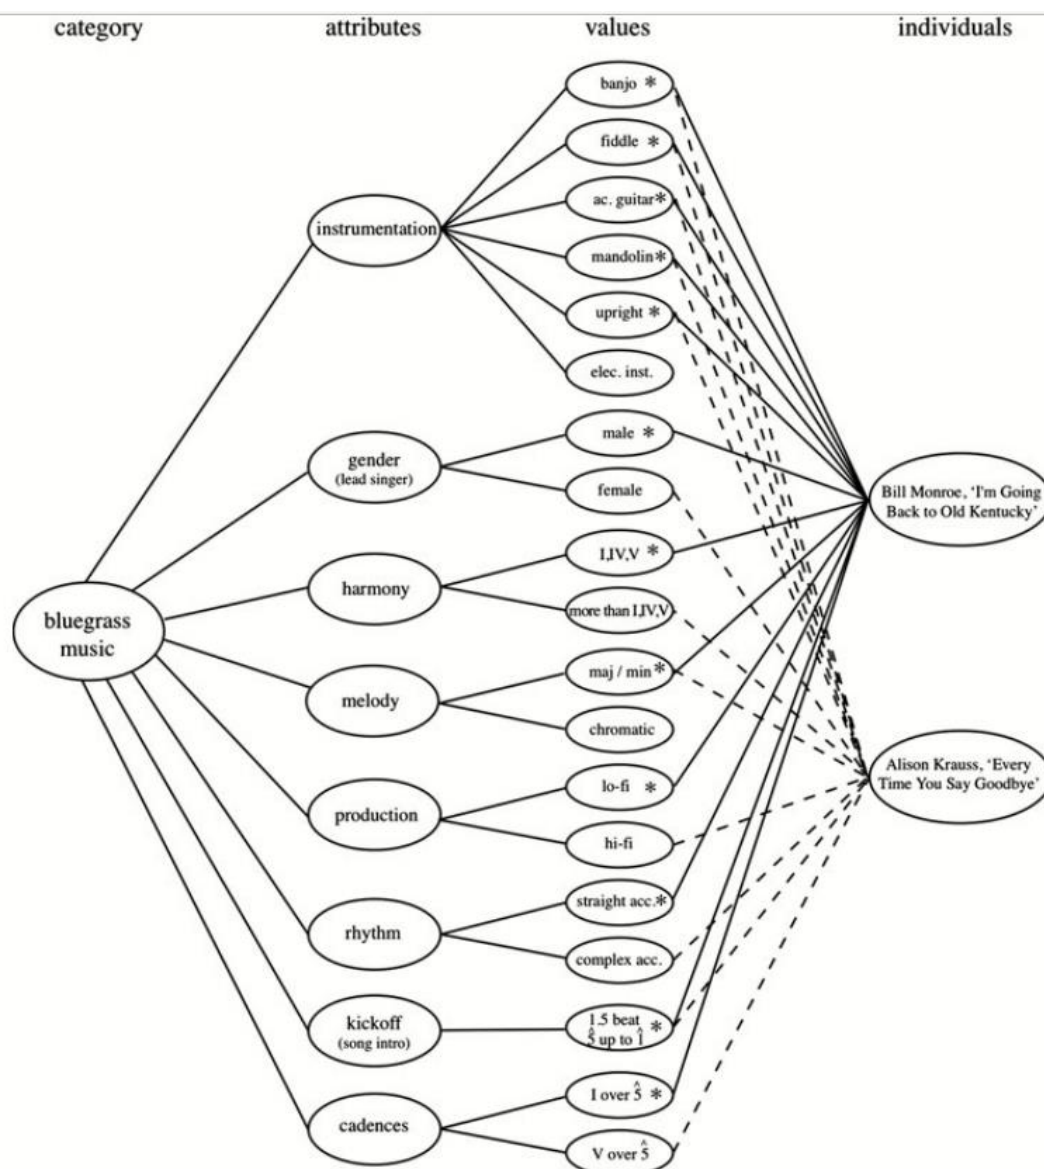 category attributes values individuals
banjo *
fiddle *
ac. guitar *
instrumentation
mandolin *
upright *
elec. inst.
male *
gender
(lead singer)
female
Bill Monroe, ‘I'm Going
Back to Old Kentucky’
I,IV,V *
harmony
more than I,IV,V
bluegrass
music
maj / min *
melody
chromatic
Alison Krauss, ‘Every
Time You Say Goodbye’
lo-fi *
production
hi-fi
straight acc. *
rhythm
complex acc.
kickoff
(song intro)
1.5 beat *
5̂ up to 1̂
I over 5̂ *
cadences
V over 5̂